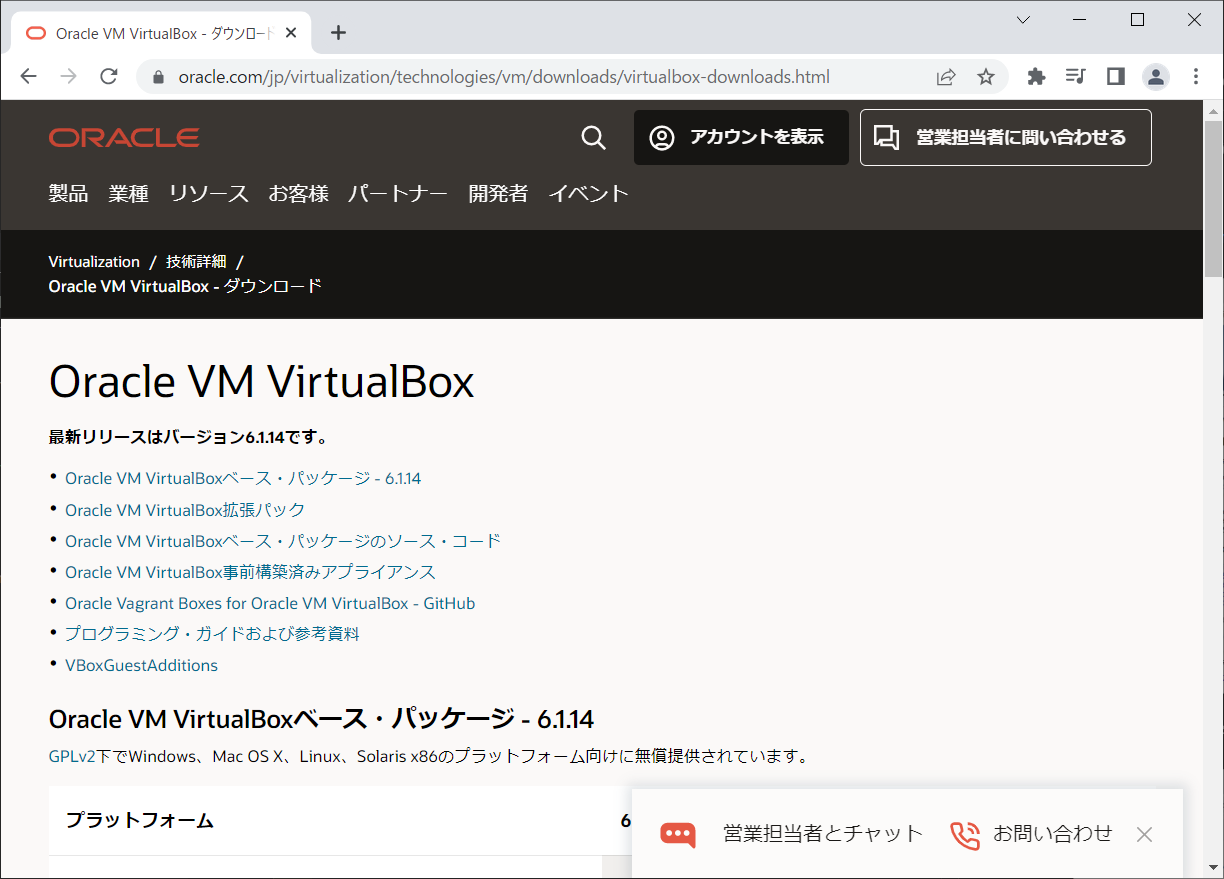 Oracle VM VirtualBox - ダウンロード
oracle.com/jp/virtualization/technologies/vm/downloads/virtualbox-downloads.html
ORACLE
アカウントを表示
営業担当者に問い合わせる
製品 業種 リソース お客様 パートナー 開発者 イベント
Virtualization / 技術詳細 /
Oracle VM VirtualBox - ダウンロード
Oracle VM VirtualBox
最新リリースはバージョン6.1.14です。
• Oracle VM VirtualBoxベース・パッケージ - 6.1.14
• Oracle VM VirtualBox拡張パック
• Oracle VM VirtualBoxベース・パッケージのソース・コード
• Oracle VM VirtualBox事前構築済みアプライアンス
• Oracle Vagrant Boxes for Oracle VM VirtualBox - GitHub
• プログラミング・ガイドおよび参考資料
• VBoxGuestAdditions
Oracle VM VirtualBoxベース・パッケージ - 6.1.14
GPLv2下でWindows、Mac OS X、Linux、Solaris x86のプラットフォーム向けに無償提供されています。
プラットフォーム 6
営業担当者とチャット お問い合わせ